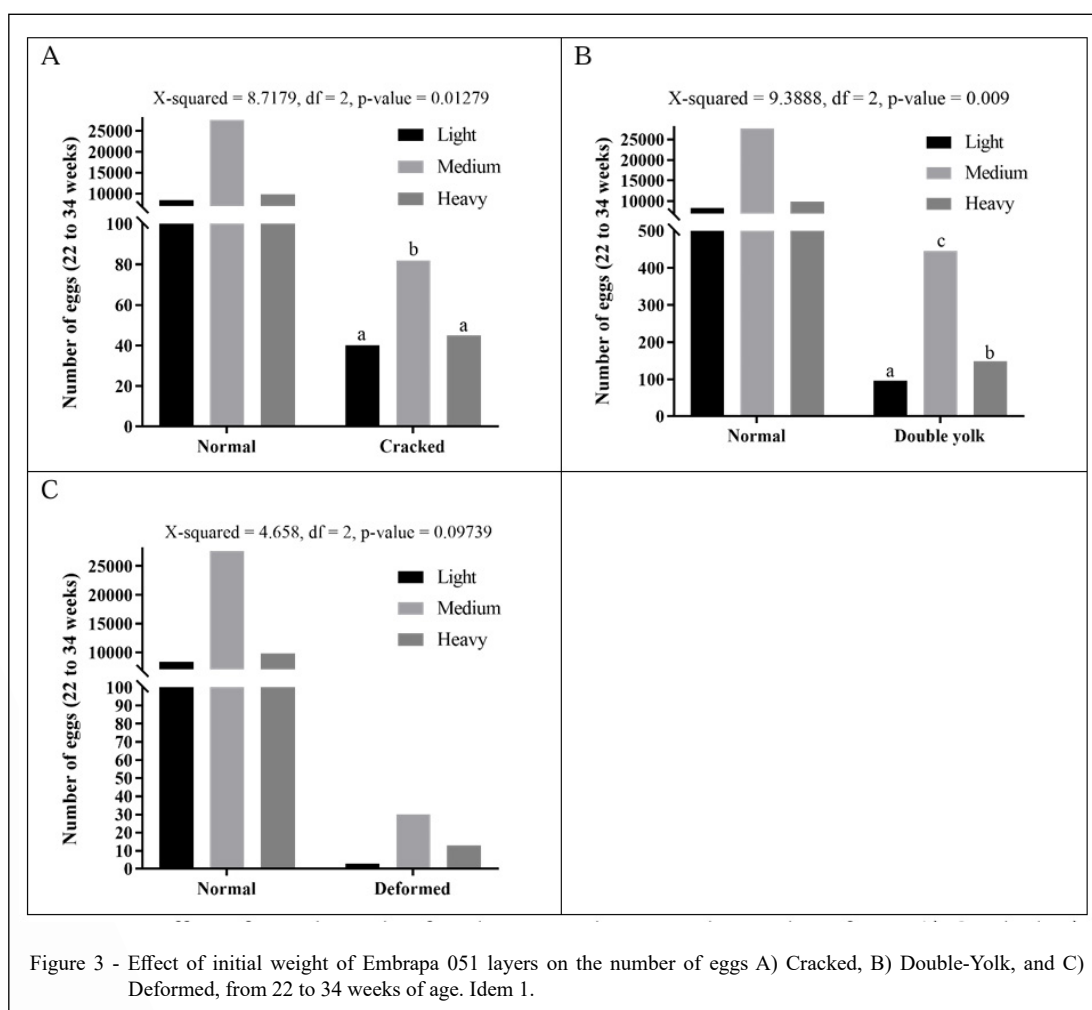 A
X-squared = 8.7179, df = 2, p-value = 0.01279
Number of eggs (22 to 34 weeks)
25000
20000
15000
10000
100
80
60
40
20
0
Light
Medium
Heavy
a
b
a
Normal
Cracked
B
X-squared = 9.3888, df = 2, p-value = 0.009
Number of eggs (22 to 34 weeks)
25000
20000
15000
10000
500
400
300
200
100
0
Light
Medium
Heavy
a
c
b
Normal
Double yolk
C
X-squared = 4.658, df = 2, p-value = 0.09739
Number of eggs (22 to 34 weeks)
25000
20000
15000
10000
100
90
80
70
60
50
40
30
20
10
0
Light
Medium
Heavy
Normal
Deformed
Figure 3 - Effect of initial weight of Embrapa 051 layers on the number of eggs A) Cracked, B) Double-Yolk, and C)
Deformed, from 22 to 34 weeks of age. Idem 1.